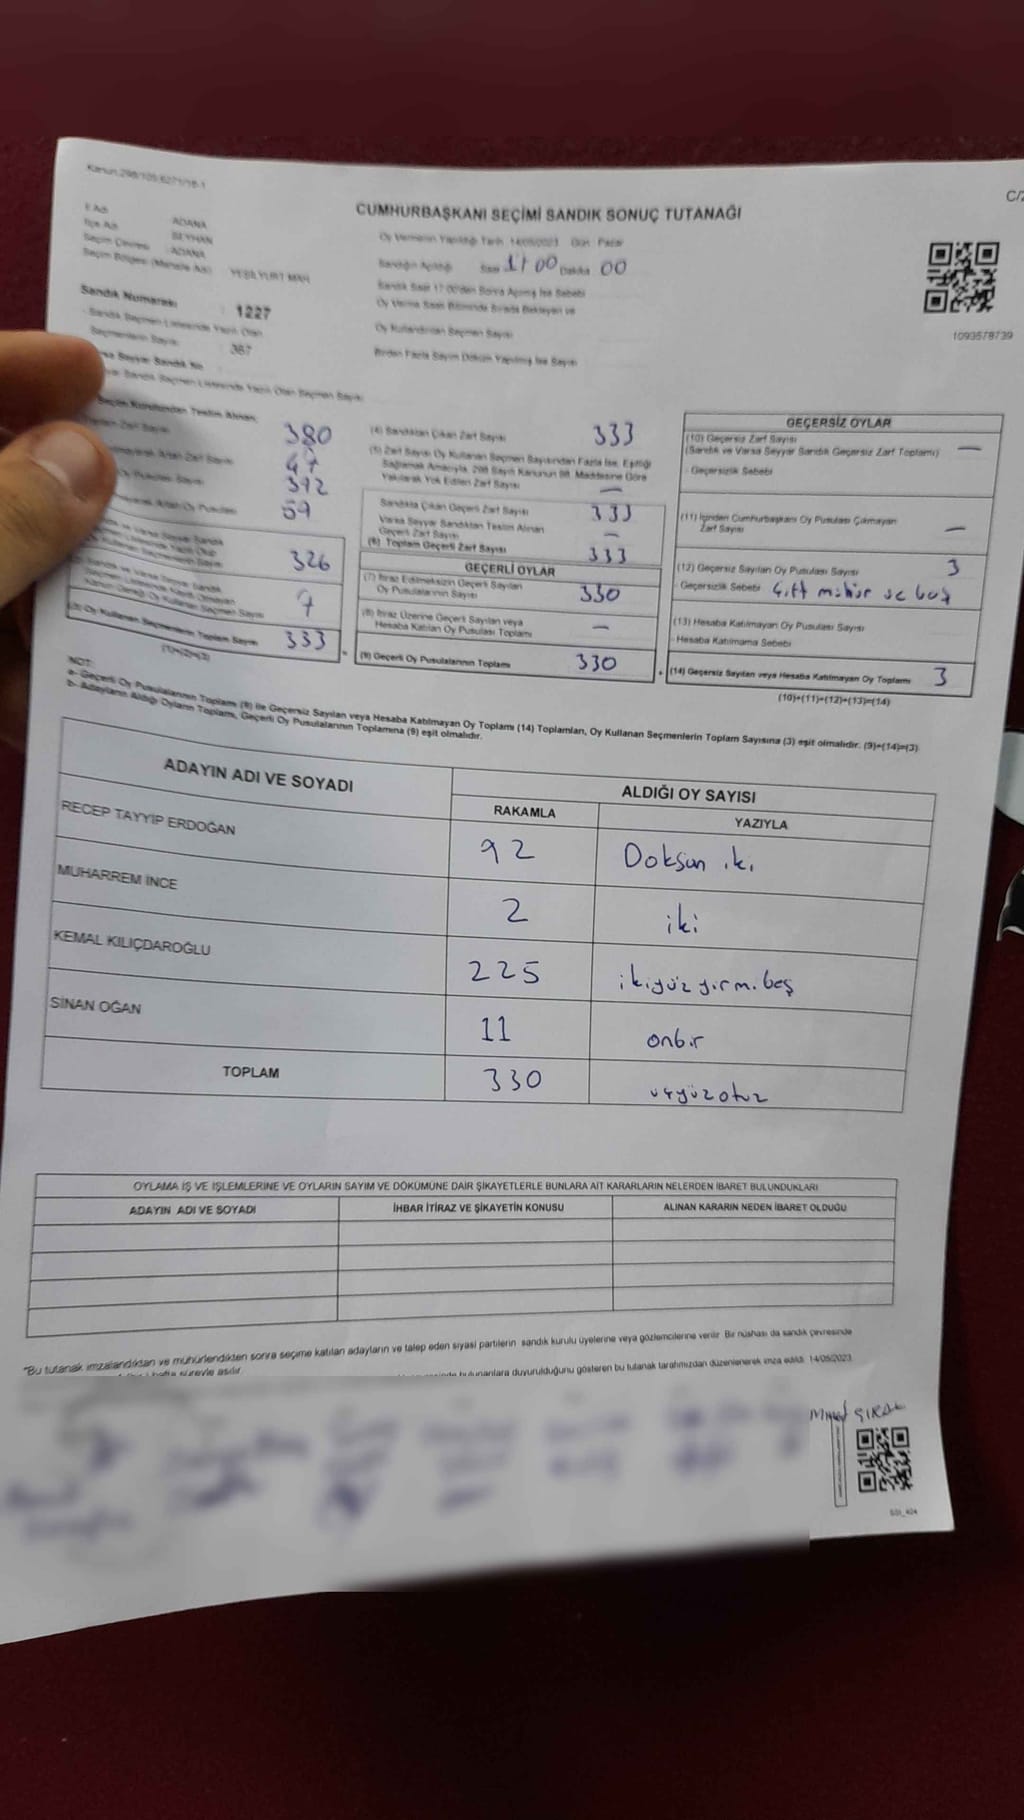 Kanun:298/105;6271/18-1
C/2
CUMHURBAŞKANI SEÇİMİ SANDIK SONUÇ TUTANAĞI
İl Adı ADANA
İlçe Adı SEYHAN
Seçim Çevresi ADANA
Seçim Bölgesi (Mahalle Adı) YEŞİLYURT MAH
Sandık Numarası : 1227
Sandık Seçmen Listesinde Yazılı Olan
Seçmenlerin Sayısı : 367
Varsa Seyyar Sandık No
Sandık Seçmen Listesinde Yazılı Olan Seçmen Sayısı
Oy Vermenin Yapıldığı Tarih 14/05/2023 Gün Pazar
Sandığın Açıldığı Saat Dakika 00
Sandık Saat 17:00'den Sonra Açılmış İse Sebebi
Oy Verme Saati Bitiminde Sırada Bekleyen ve
Oy Kullandırılan Seçmen Sayısı
Birden Fazla Sayım Döküm Yapılmış İse Sayısı
1093578739
Seçim Kurulundan Teslim Alınan
Zarf Sayısı 380
Artan Zarf Sayısı 47
Oy Pusulası Sayısı 392
Artan Oy Pusulası 59
326
7
(3) Oy Kullanan Seçmenlerin Toplam Sayısı 333
(1)+(2)=(3)
(4) Sandıktan Çıkan Zarf Sayısı 333
(5) Zarf Sayısı Oy Kullanan Seçmen Sayısından Fazla İse, Eşitliği
Sağlamak Amacıyla, 298 Sayılı Kanunun 98. Maddesine Göre
Yakılarak Yok Edilen Zarf Sayısı —
Sandıkta Çıkan Geçerli Zarf Sayısı 333
Varsa Seyyar Sandıktan Teslim Alınan
Geçerli Zarf Sayısı —
(6) Toplam Geçerli Zarf Sayısı 333
GEÇERLİ OYLAR
(7) İtiraz Edilmeksizin Geçerli Sayılan
Oy Pusulalarının Sayısı 330
(8) İtiraz Üzerine Geçerli Sayılan veya
Hesaba Katılan Oy Pusulası Toplamı —
(9) Geçerli Oy Pusulalarının Toplamı 330
GEÇERSİZ OYLAR
(10) Geçersiz Zarf Sayısı
(Sandık ve Varsa Seyyar Sandık Geçersiz Zarf Toplamı) —
Geçersizlik Sebebi
(11) İçinden Cumhurbaşkanı Oy Pusulası Çıkmayan
Zarf Sayısı —
(12) Geçersiz Sayılan Oy Pusulası Sayısı 3
Geçersizlik Sebebi Çift mühür ve boş
(13) Hesaba Katılmayan Oy Pusulası Sayısı
Hesaba Katılmama Sebebi
(14) Geçersiz Sayılan veya Hesaba Katılmayan Oy Toplamı 3
(10)+(11)+(12)+(13)=(14)
NOT:
a- Geçerli Oy Pusulalarının Toplamı (9) ile Geçersiz Sayılan veya Hesaba Katılmayan Oy Toplamı (14) Toplamları, Oy Kullanan Seçmenlerin Toplam Sayısına (3) eşit olmalıdır. (9)+(14)=(3)
b- Adayların Aldığı Oyların Toplamı, Geçerli Oy Pusulalarının Toplamına (9) eşit olmalıdır.
ADAYIN ADI VE SOYADI ALDIĞI OY SAYISI
RAKAMLA YAZIYLA
RECEP TAYYİP ERDOĞAN 92 Doksan iki
MUHARREM İNCE 2 iki
KEMAL KILIÇDAROĞLU 225 ikiyüz yirmi beş
SİNAN OĞAN 11 onbir
TOPLAM 330 üçyüzotuz
OYLAMA İŞ VE İŞLEMLERİNE VE OYLARIN SAYIM VE DÖKÜMÜNE DAİR ŞİKAYETLERLE BUNLARA AİT KARARLARIN NELERDEN İBARET BULUNDUKLARI
ADAYIN ADI VE SOYADI İHBAR İTİRAZ VE ŞİKAYETİN KONUSU ALINAN KARARIN NEDEN İBARET OLDUĞU
"Bu tutanak imzalandıktan ve mühürlendikten sonra seçime katılan adayların ve talep eden siyasi partilerin sandık kurulu üyelerine veya gözlemcilerine verilir. Bir nüshası da sandık çevresinde
hafta süreyle asılır. bulunanlara duyurulduğunu gösteren bu tutanak tarafımızdan düzenlenerek imza edildi. 14/05/2023